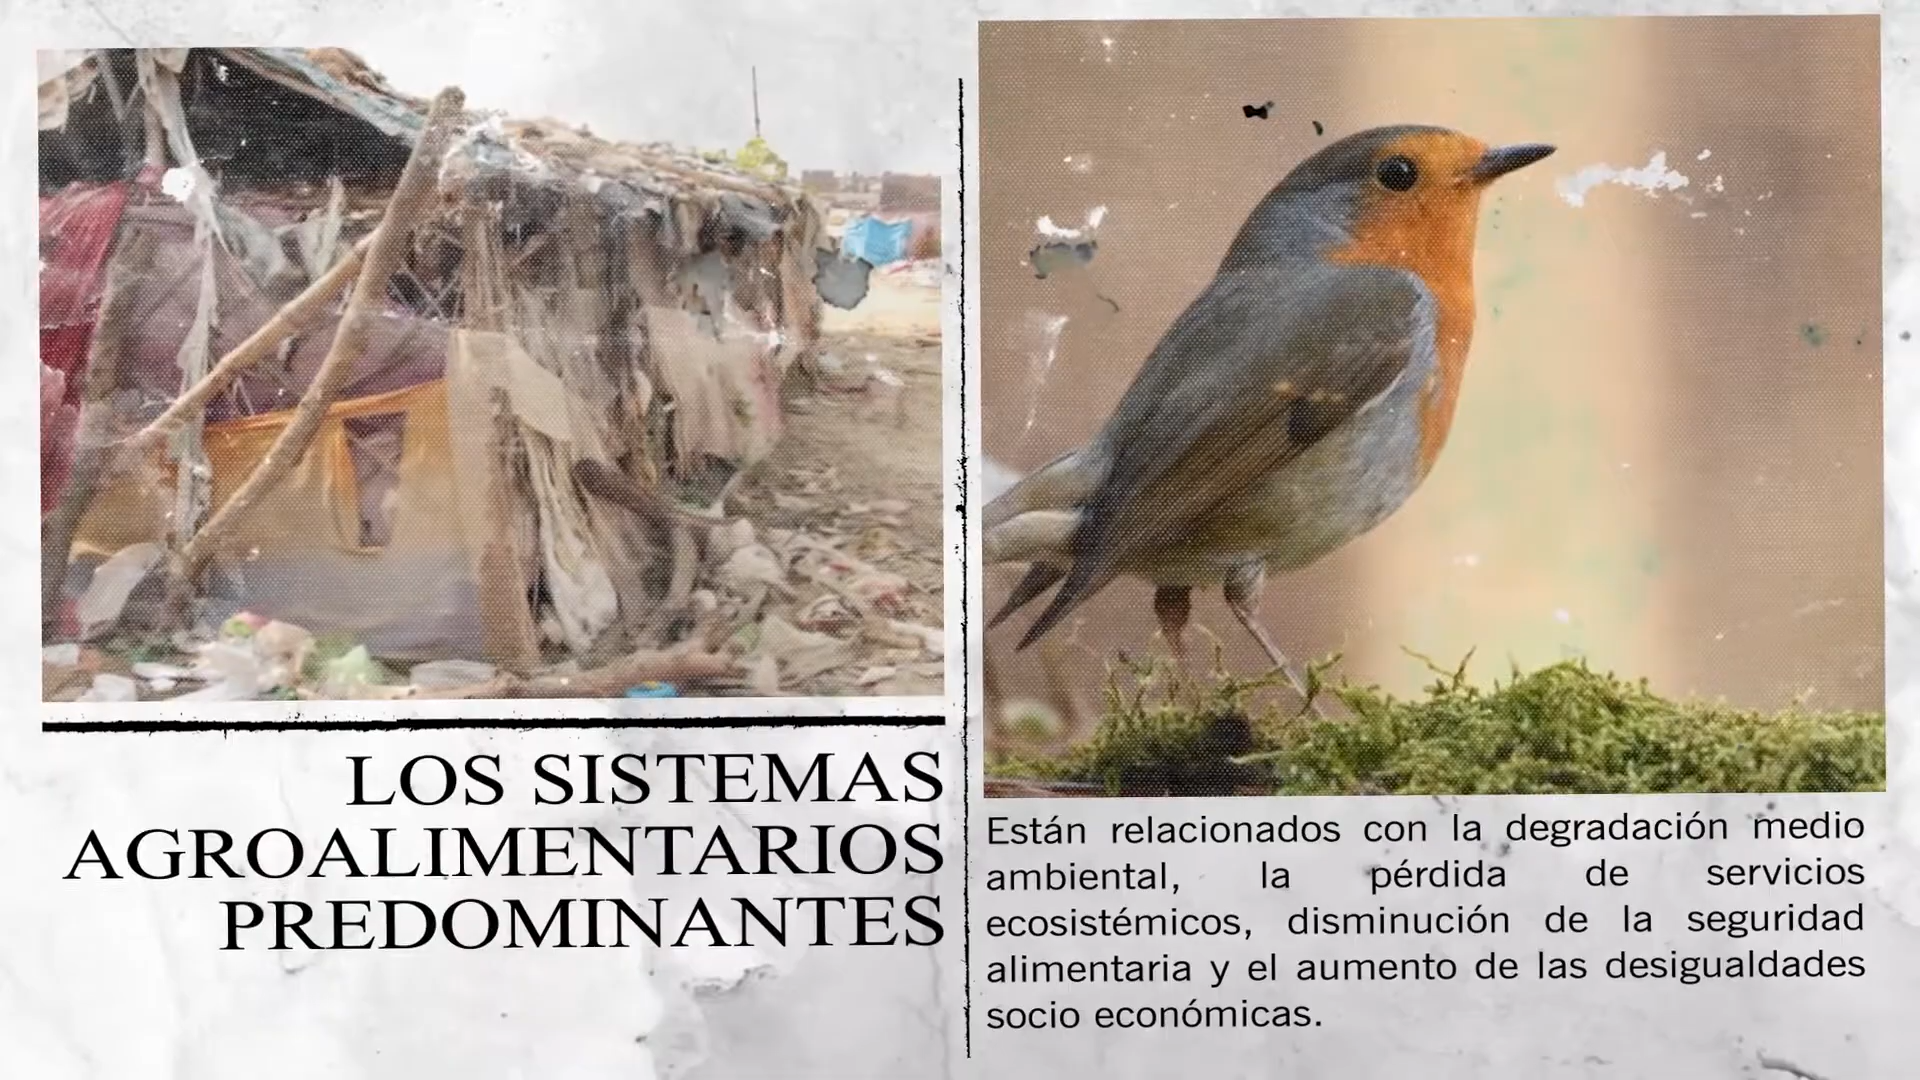 LOS SISTEMAS
AGROALIMENTARIOS
PREDOMINANTES
Están relacionados con la degradación medio
ambiental, la pérdida de servicios
ecosistémicos, disminución de la seguridad
alimentaria y el aumento de las desigualdades
socio económicas.